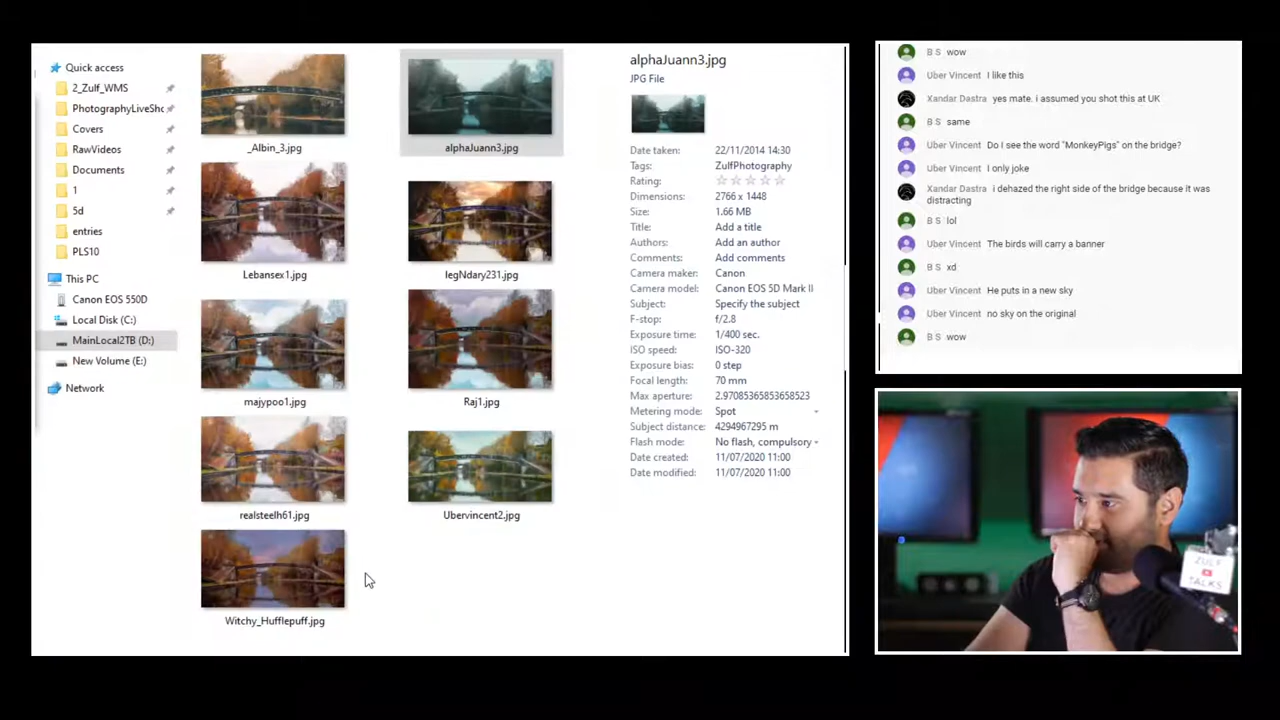 Quick access
2_Zulf_WMS
PhotographyLiveSho
Covers
RawVideos
Documents
1
5d
entries
PLS10
This PC
Canon EOS 550D
Local Disk (C:)
MainLocal2TB (D:)
New Volume (E:)
Network
_Albin_3.jpg
alphaJuann3.jpg
Lebansex1.jpg
legNdary231.jpg
majypoo1.jpg
Raj1.jpg
realsteelh61.jpg
Ubervincent2.jpg
Witchy_Hufflepuff.jpg
alphaJuann3.jpg
JPG File
Date taken: 22/11/2014 14:30
Tags: ZulfPhotography
Rating:
Dimensions: 2766 x 1448
Size: 1.66 MB
Title: Add a title
Authors: Add an author
Comments: Add comments
Camera maker: Canon
Camera model: Canon EOS 5D Mark II
Subject: Specify the subject
F-stop: f/2.8
Exposure time: 1/400 sec.
ISO speed: ISO-320
Exposure bias: 0 step
Focal length: 70 mm
Max aperture: 2.97085365853658523
Metering mode: Spot
Subject distance: 4294967295 m
Flash mode: No flash, compulsory
Date created: 11/07/2020 11:00
Date modified: 11/07/2020 11:00
B S wow
Uber Vincent I like this
Xandar Dastra yes mate. i assumed you shot this at UK
B S same
Uber Vincent Do I see the word "MonkeyPigs" on the bridge?
Uber Vincent I only joke
Xandar Dastra i dehazed the right side of the bridge because it was
distracting
B S lol
Uber Vincent The birds will carry a banner
B S xd
Uber Vincent He puts in a new sky
Uber Vincent no sky on the original
B S wow
ZULF
TALKS